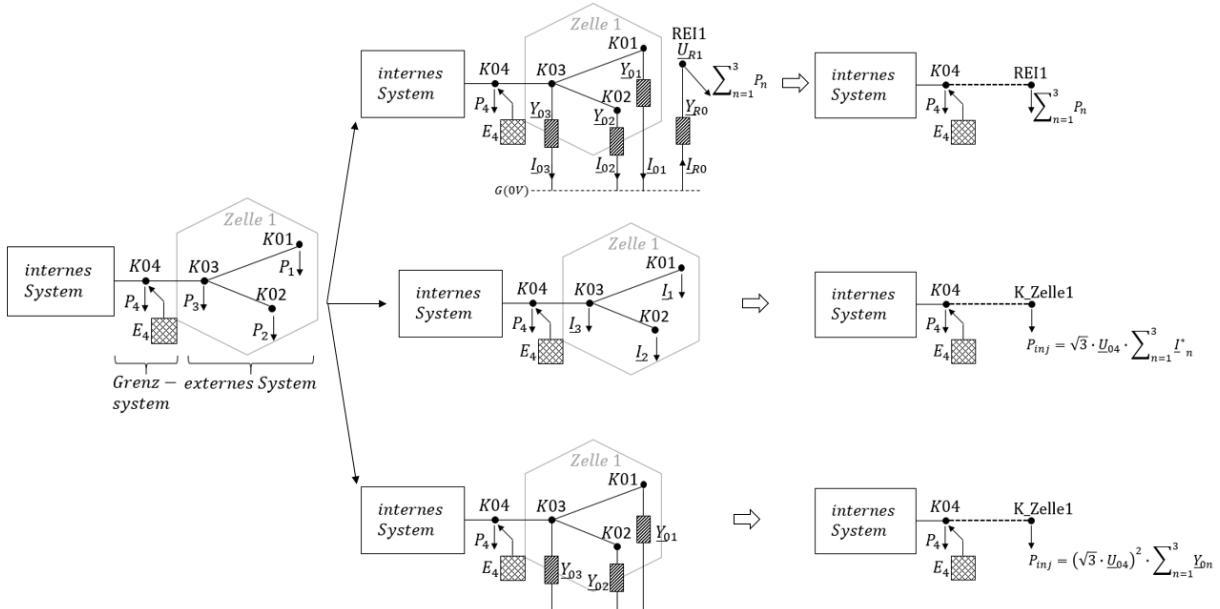 Zelle 1
internes
System
K04
P4
E4
K03
K01
K02
Y01
Y02
Y03
I03
I02
I01
IR0
YR0
REI1
UR1
∑n=1^3 Pn
G(0V)
internes
System
K04
P4
E4
REI1
∑n=1^3 Pn
internes
System
K04
P4
E4
Zelle 1
K03
P3
K01
P1
K02
P2
Grenz−
system
externes System
internes
System
K04
P4
E4
Zelle 1
K03
I3
K01
I1
K02
I2
internes
System
K04
P4
E4
K_Zelle1
Pinj = √3 · U04 · ∑n=1^3 I*n
internes
System
K04
P4
E4
Zelle 1
K03
K01
K02
Y01
Y03
Y02
internes
System
K04
P4
E4
K_Zelle1
Pinj = (√3 · U04)² · ∑n=1^3 Y0n